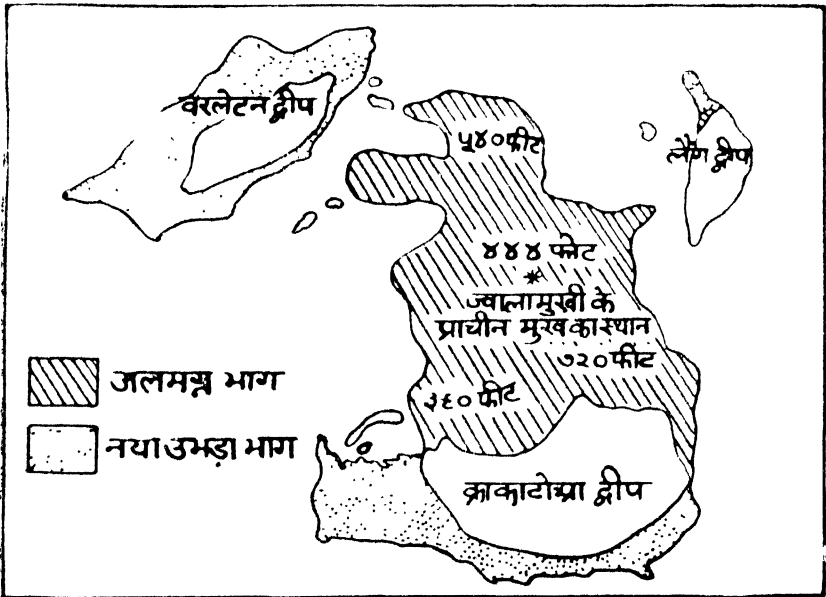 वरलेटन द्वीप
५४० फीट
लैंग द्वीप
४४४ फीट
ज्वालामुखी के
प्राचीन मुख का स्थान
७२० फीट
जलमग्न भाग
३६० फीट
नया उभड़ा भाग
क्राकाटोआ द्वीप